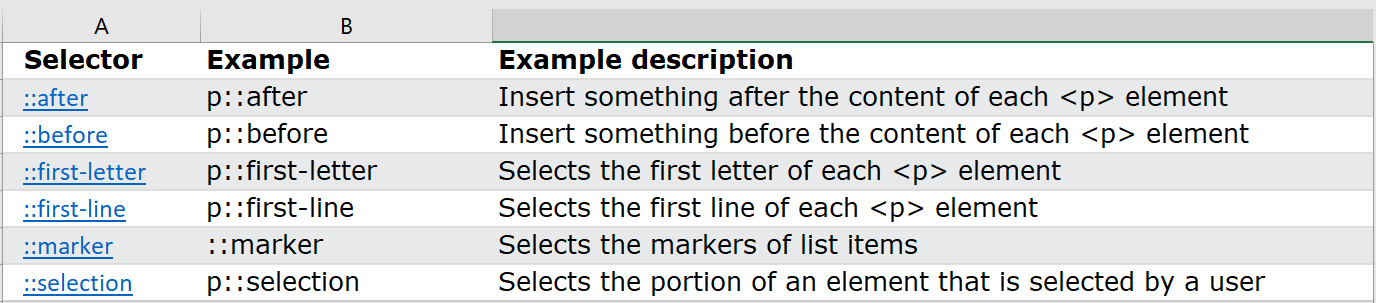 A B
Selector Example Example description
::after p::after Insert something after the content of each <p> element
::before p::before Insert something before the content of each <p> element
::first-letter p::first-letter Selects the first letter of each <p> element
::first-line p::first-line Selects the first line of each <p> element
::marker ::marker Selects the markers of list items
::selection p::selection Selects the portion of an element that is selected by a user